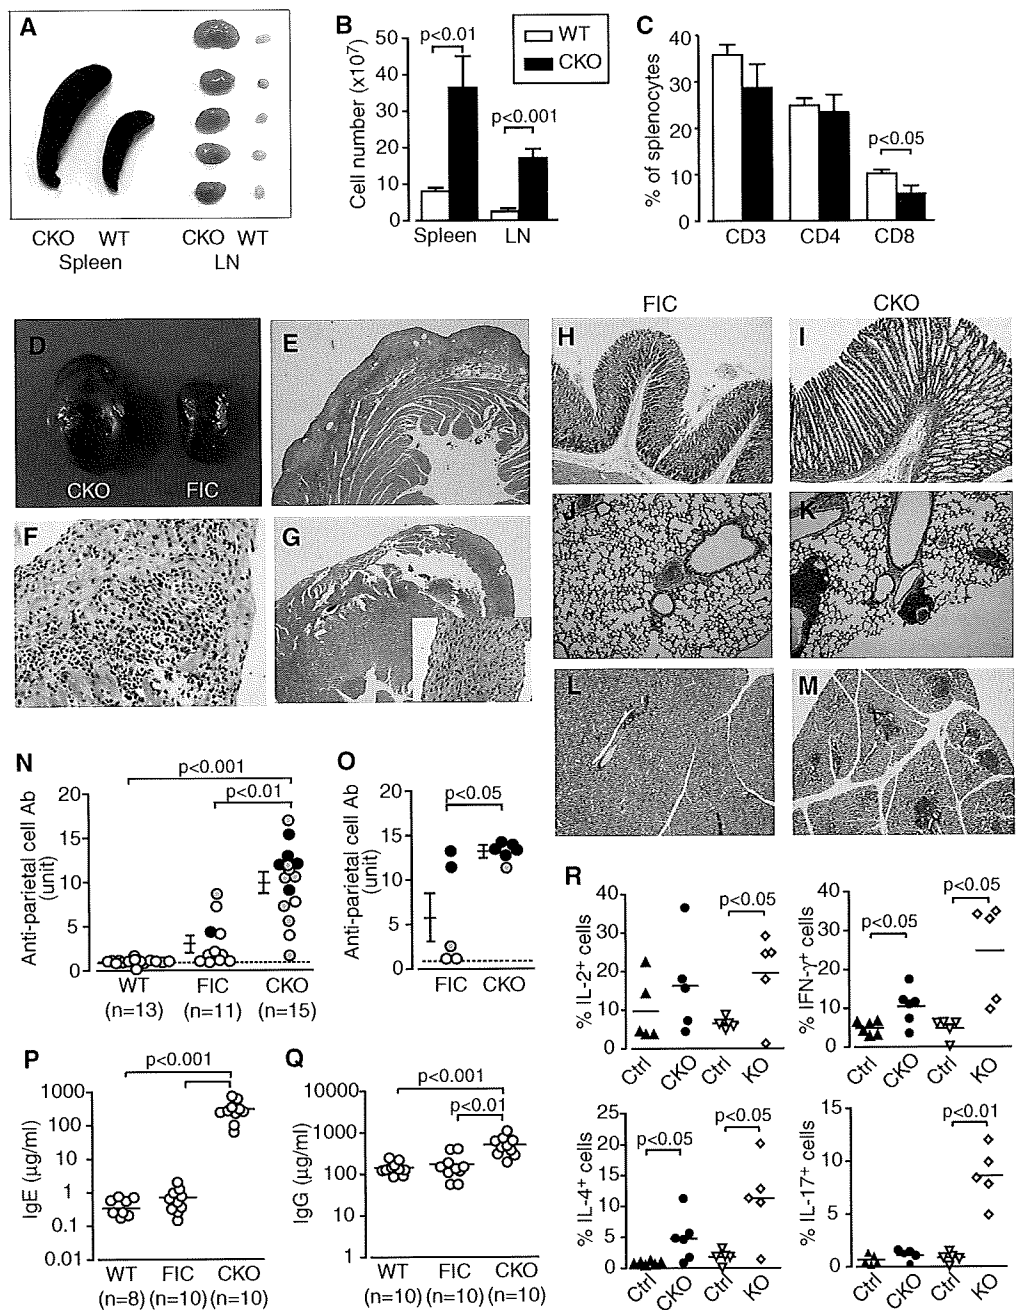 A
CKO WT
Spleen
CKO WT
LN
B
Cell number (x10⁷)
50
40
30
20
10
0
p<0.01
p<0.001
Spleen LN
WT
CKO
C
% of splenocytes
40
30
20
10
0
p<0.05
CD3 CD4 CD8
D
CKO FIC
E
F
G
FIC CKO
H
I
J
K
L
M
N
Anti-parietal cell Ab
(unit)
20
15
10
5
0
p<0.001
p<0.01
WT FIC CKO
(n=13) (n=11) (n=15)
O
Anti-parietal cell Ab
(unit)
20
15
10
5
0
p<0.05
FIC CKO
P
IgE (µg/ml)
1000
100
10
1
0.1
0.01
p<0.001
WT FIC CKO
(n=8) (n=10) (n=10)
Q
IgG (µg/ml)
10000
1000
100
10
1
p<0.001
p<0.01
WT FIC CKO
(n=10) (n=10) (n=10)
R
% IL-2⁺ cells
40
30
20
10
0
p<0.05
Ctrl CKO Ctrl KO
% IFN-γ⁺ cells
40
30
20
10
0
p<0.05
p<0.05
Ctrl CKO Ctrl KO
% IL-4⁺ cells
25
20
15
10
5
0
p<0.05
p<0.05
Ctrl CKO Ctrl KO
% IL-17⁺ cells
15
10
5
0
p<0.01
Ctrl CKO Ctrl KO